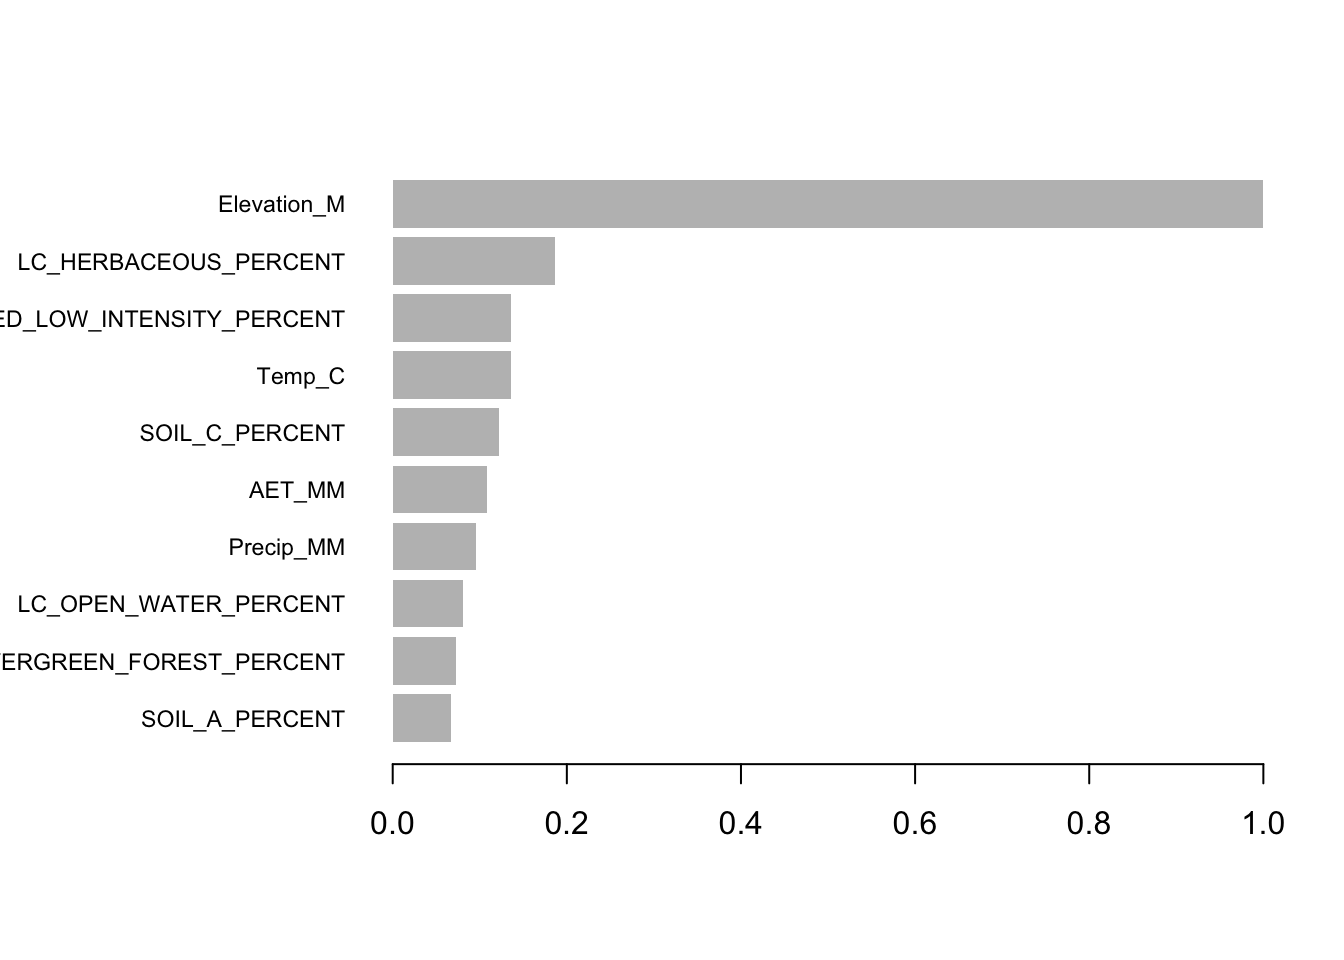 Elevation_M
LC_HERBACEOUS_PERCENT
ED_LOW_INTENSITY_PERCENT
Temp_C
SOIL_C_PERCENT
AET_MM
Precip_MM
LC_OPEN_WATER_PERCENT
ERGREEN_FOREST_PERCENT
SOIL_A_PERCENT
0.0 0.2 0.4 0.6 0.8 1.0